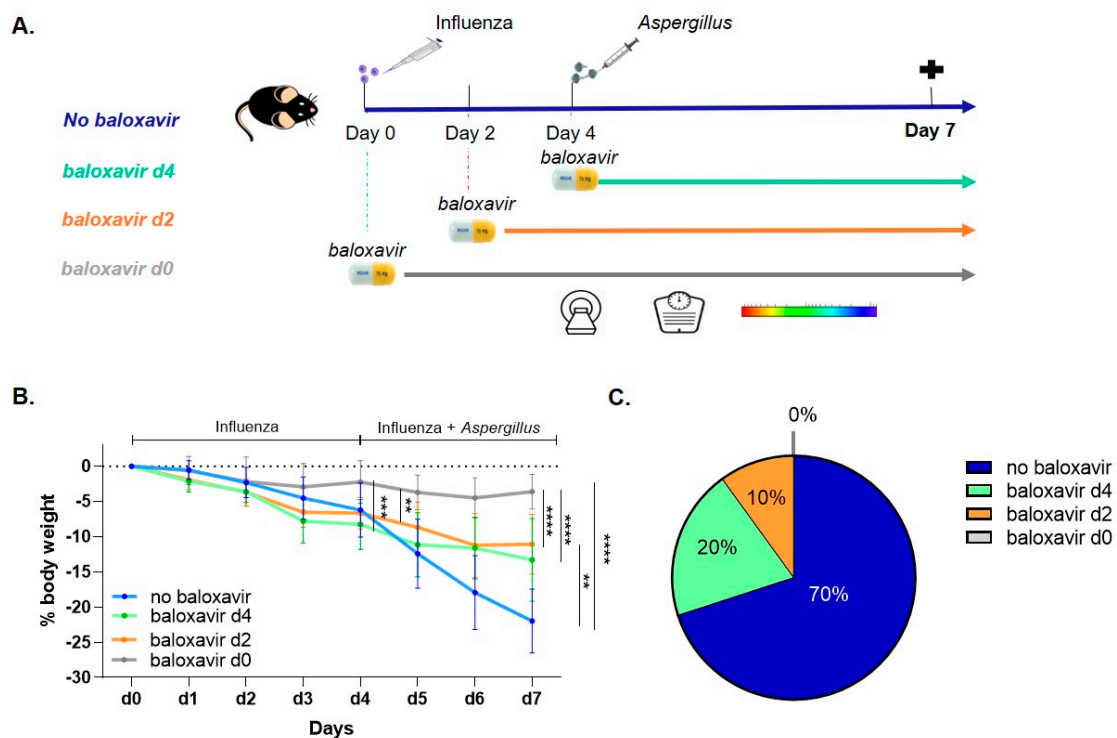 A.
Influenza
Aspergillus
No baloxavir
Day 0
Day 2
Day 4
Day 7
baloxavir d4
baloxavir
baloxavir d2
baloxavir
baloxavir d0
baloxavir
B.
Influenza
Influenza + Aspergillus
% body weight
0
-5
-10
-15
-20
-25
-30
***
**
****
****
**
****
no baloxavir
baloxavir d4
baloxavir d2
baloxavir d0
d0 d1 d2 d3 d4 d5 d6 d7
Days
C.
0%
10%
20%
70%
no baloxavir
baloxavir d4
baloxavir d2
baloxavir d0